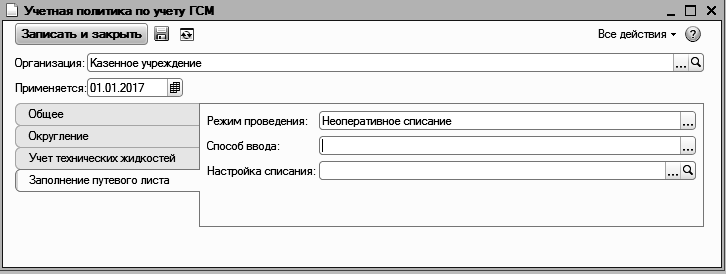 Учетная политика по учету ГСМ
Записать и закрыть Все действия
Организация: Казенное учреждение
Применяется: 01.01.2017
Общее
Округление
Учет технических жидкостей
Заполнение путевого листа
Режим проведения: Неоперативное списание
Способ ввода:
Настройка списания: